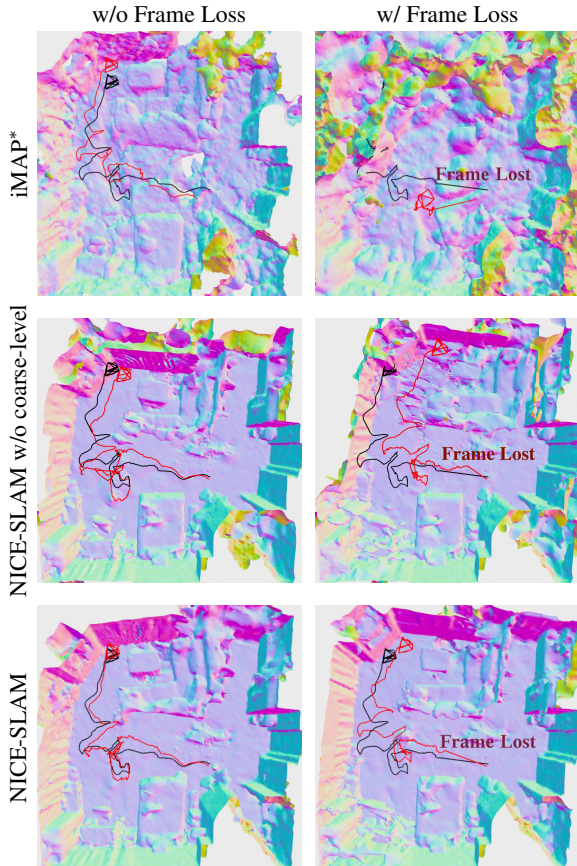 w/o Frame Loss
w/ Frame Loss
iMAP*
Frame Lost
NICE-SLAM w/o coarse-level
Frame Lost
NICE-SLAM
Frame Lost